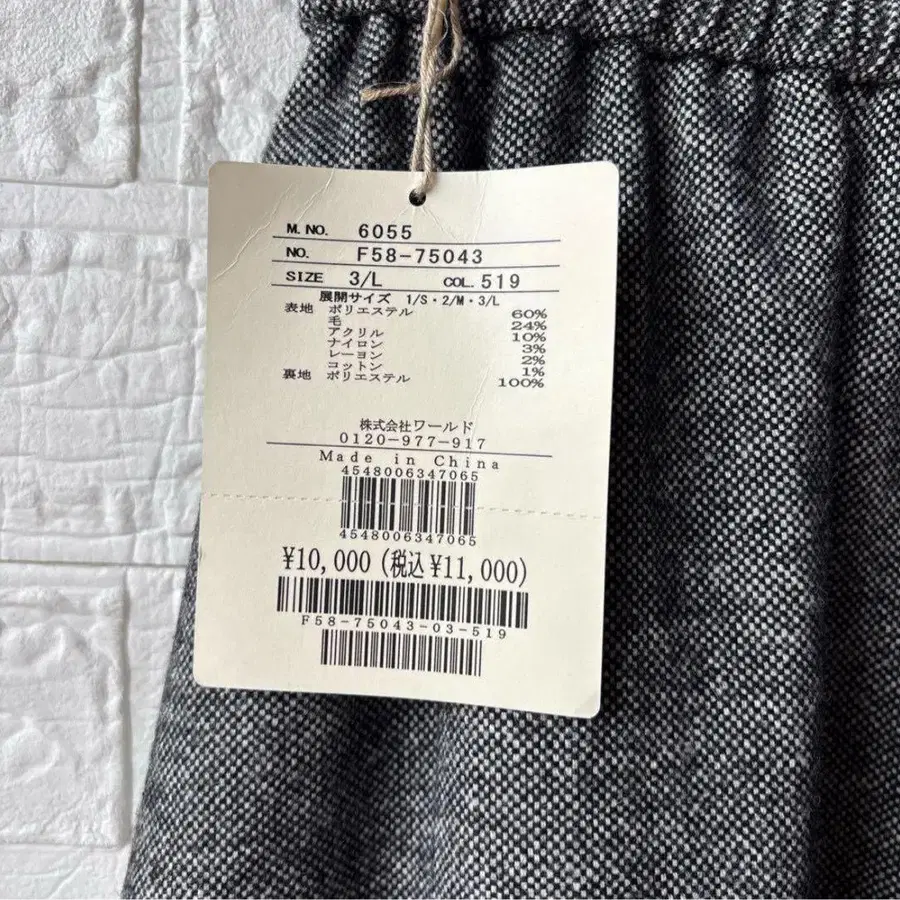 M. NO. 6055
NO. F58-75043
SIZE 3/L COL. 519
展開サイズ 1/S・2/M・3/L
表地 ポリエステル 60%
毛 24%
アクリル 10%
ナイロン 3%
レーヨン 2%
コットン 1%
裏地 ポリエステル 100%
株式会社ワールド
0120-977-917
Made in China
4548006347065
4548006347065
¥10,000 (税込¥11,000)
F58-75043-03-519